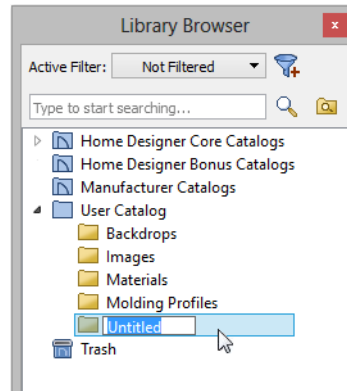 Library Browser
x
Active Filter: Not Filtered
Type to start searching...
Home Designer Core Catalogs
Home Designer Bonus Catalogs
Manufacturer Catalogs
User Catalog
Backdrops
Images
Materials
Molding Profiles
Untitled
Trash